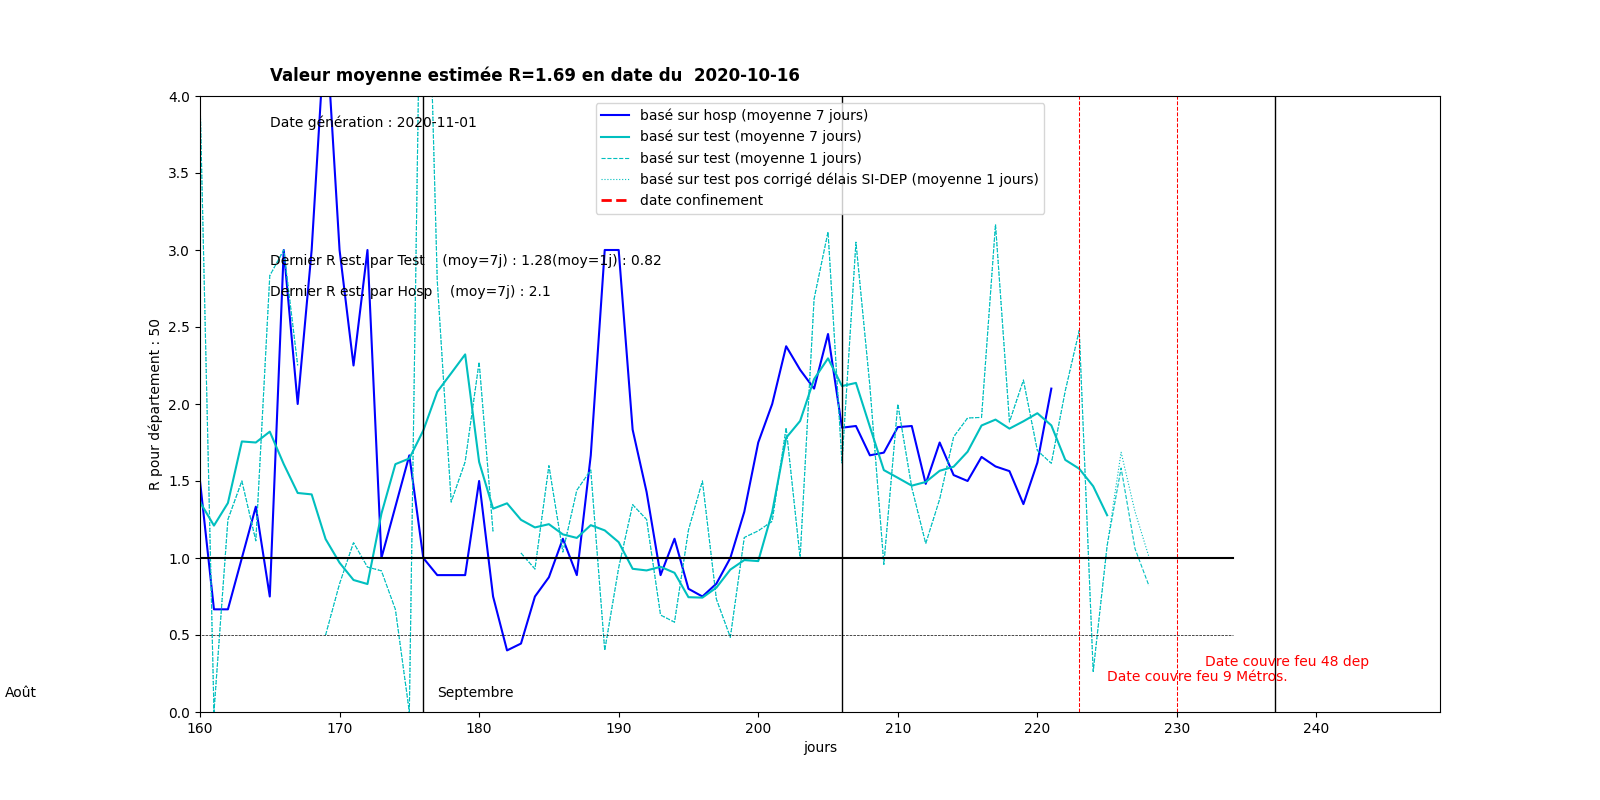 Valeur moyenne estimée R=1.69 en date du  2020-10-16
Date génération : 2020-11-01
basé sur hosp (moyenne 7 jours)
basé sur test (moyenne 7 jours)
basé sur test (moyenne 1 jours)
basé sur test pos corrigé délais SI-DEP (moyenne 1 jours)
date confinement
Dernier R est. par Test    (moy=7j) : 1.28(moy=1j) : 0.82
Dernier R est. par Hosp    (moy=7j) : 2.1
R pour département : 50
4.0
3.5
3.0
2.5
2.0
1.5
1.0
0.5
0.0
Date couvre feu 48 dep
Date couvre feu 9 Métros.
Août
Septembre
160 170 180 190 200 210 220 230 240
jours